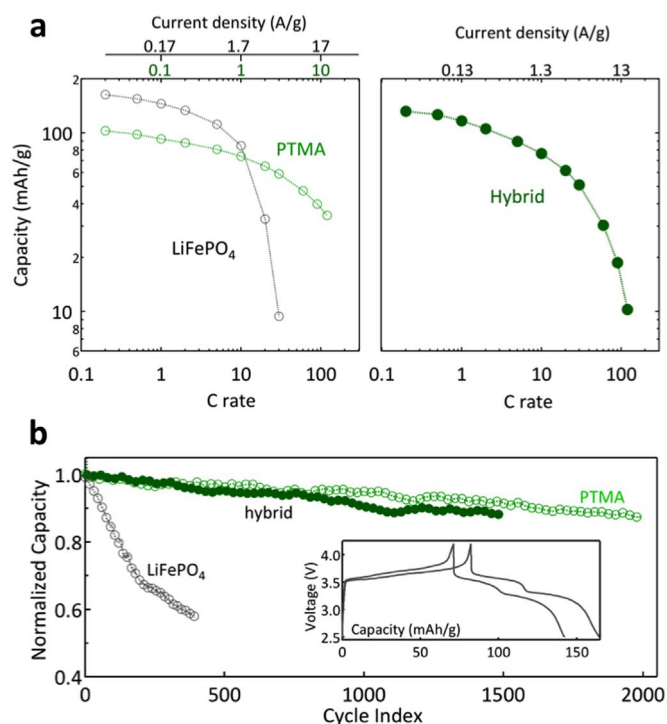 a
Current density (A/g)
0.17 1.7 17
0.1 1 10
2
100
8
6
4
2
10
8
6
Capacity (mAh/g)
PTMA
LiFePO4
0.1 1 10 100
C rate
Current density (A/g)
0.13 1.3 13
Hybrid
0.1 1 10 100
C rate
b
Normalized Capacity
1.0
0.8
0.6
0.4
hybrid
PTMA
LiFePO4
Voltage (V)
4.0
3.5
3.0
2.5
Capacity (mAh/g)
0 50 100 150
0 500 1000 1500 2000
Cycle Index